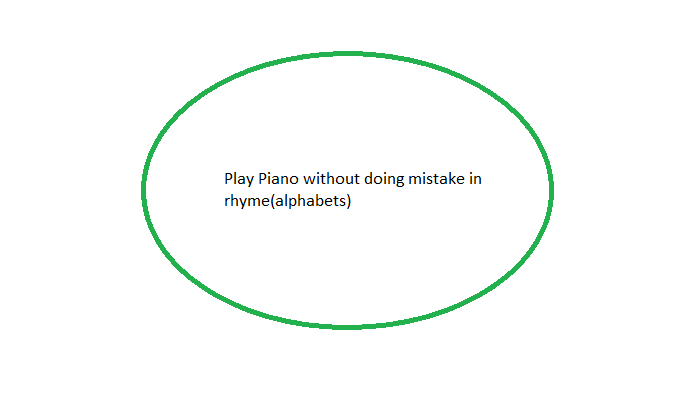 Play Piano without doing mistake in
rhyme(alphabets)